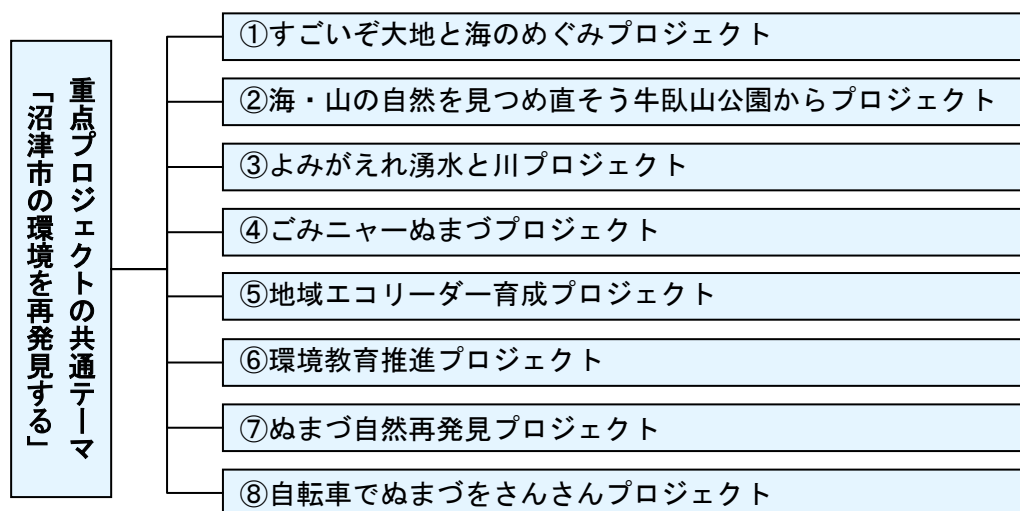 重点プロジェクトの共通テーマ
「沼津市の環境を再発見する」
①すごいぞ大地と海のめぐみプロジェクト
②海・山の自然を見つめ直そう牛臥山公園からプロジェクト
③よみがえれ湧水と川プロジェクト
④ごみニャーぬまづプロジェクト
⑤地域エコリーダー育成プロジェクト
⑥環境教育推進プロジェクト
⑦ぬまづ自然再発見プロジェクト
⑧自転車でぬまづをさんさんプロジェクト